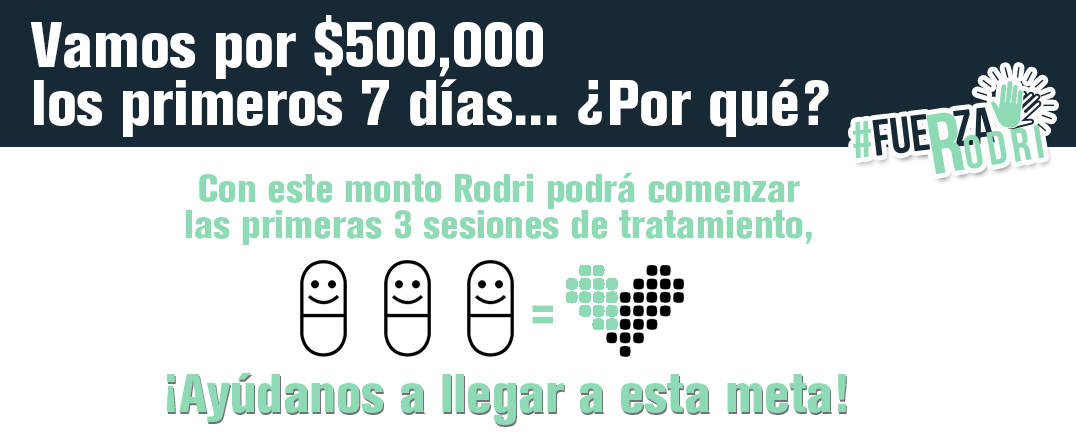 Vamos por $500,000
los primeros 7 días... ¿Por qué?
#FUERZA
RODRI
Con este monto Rodri podrá comenzar
las primeras 3 sesiones de tratamiento,
=
¡Ayúdanos a llegar a esta meta!